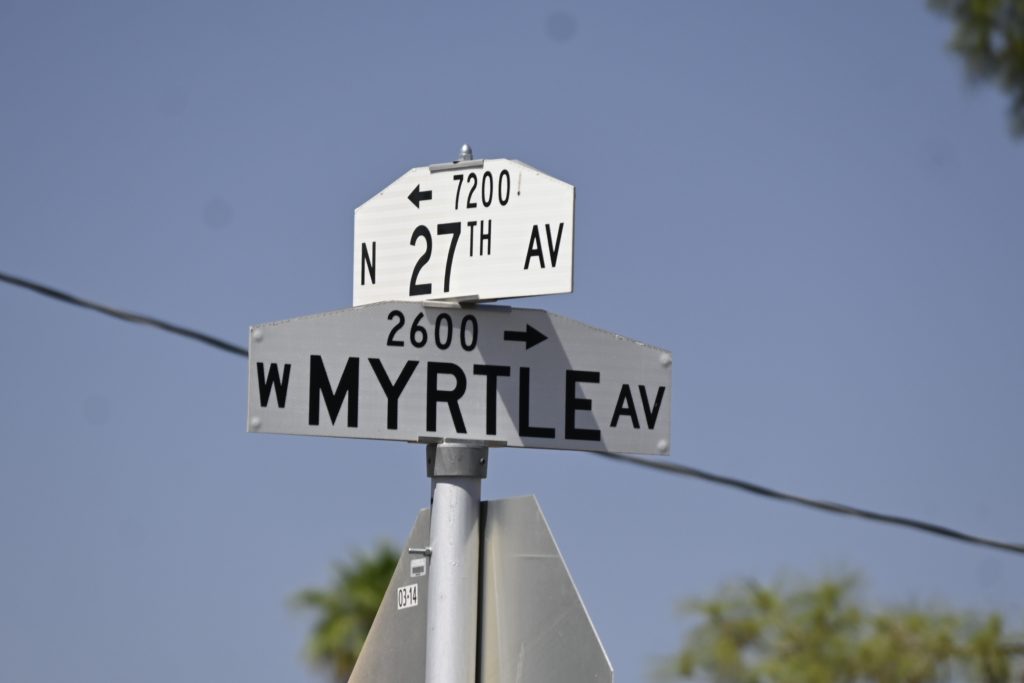 ← 7200
N 27TH AV
2600 →
W MYRTLE AV
03-14